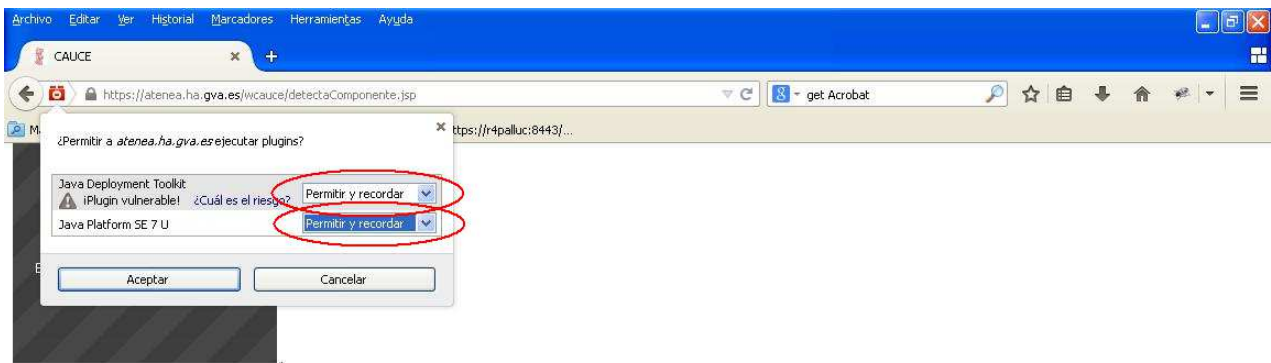 Archivo Editar Ver Historial Marcadores Herramientas Ayuda
CAUCE
https://atenea.ha.gva.es/wcauce/detectaComponente.jsp
get Acrobat
ttps://r4palluc:8443/...
¿Permitir a atenea.ha.gva.es ejecutar plugins?
Java Deployment Toolkit
¡Plugin vulnerable! ¿Cuál es el riesgo? Permitir y recordar
Java Platform SE 7 U Permitir y recordar
Aceptar Cancelar